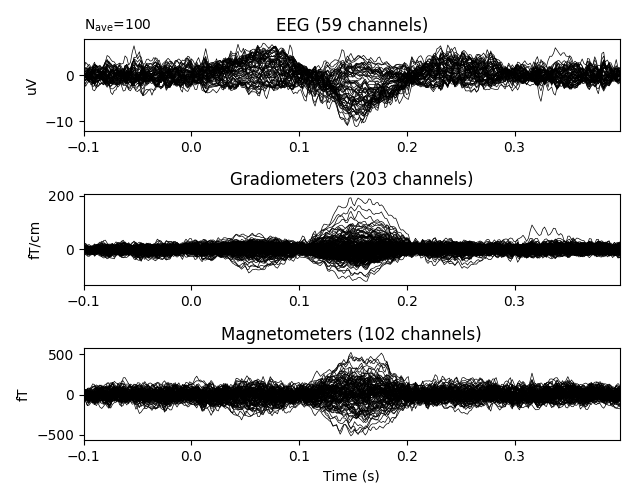 N_ave=100
EEG (59 channels)
uV
0
−10
−0.1 0.0 0.1 0.2 0.3
Gradiometers (203 channels)
fT/cm
200
0
−0.1 0.0 0.1 0.2 0.3
Magnetometers (102 channels)
fT
500
0
−500
−0.1 0.0 0.1 0.2 0.3
Time (s)